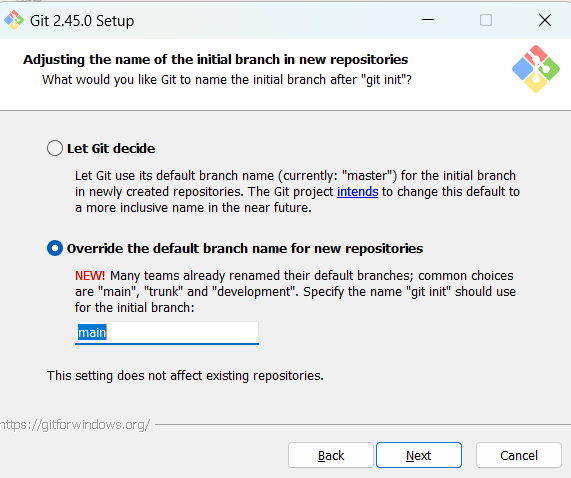 Git 2.45.0 Setup
Adjusting the name of the initial branch in new repositories
What would you like Git to name the initial branch after "git init"?
Let Git decide
Let Git use its default branch name (currently: "master") for the initial branch
in newly created repositories. The Git project intends to change this default to
a more inclusive name in the near future.
Override the default branch name for new repositories
NEW! Many teams already renamed their default branches; common choices
are "main", "trunk" and "development". Specify the name "git init" should use
for the initial branch:
main
This setting does not affect existing repositories.
https://gitforwindows.org/
Back
Next
Cancel